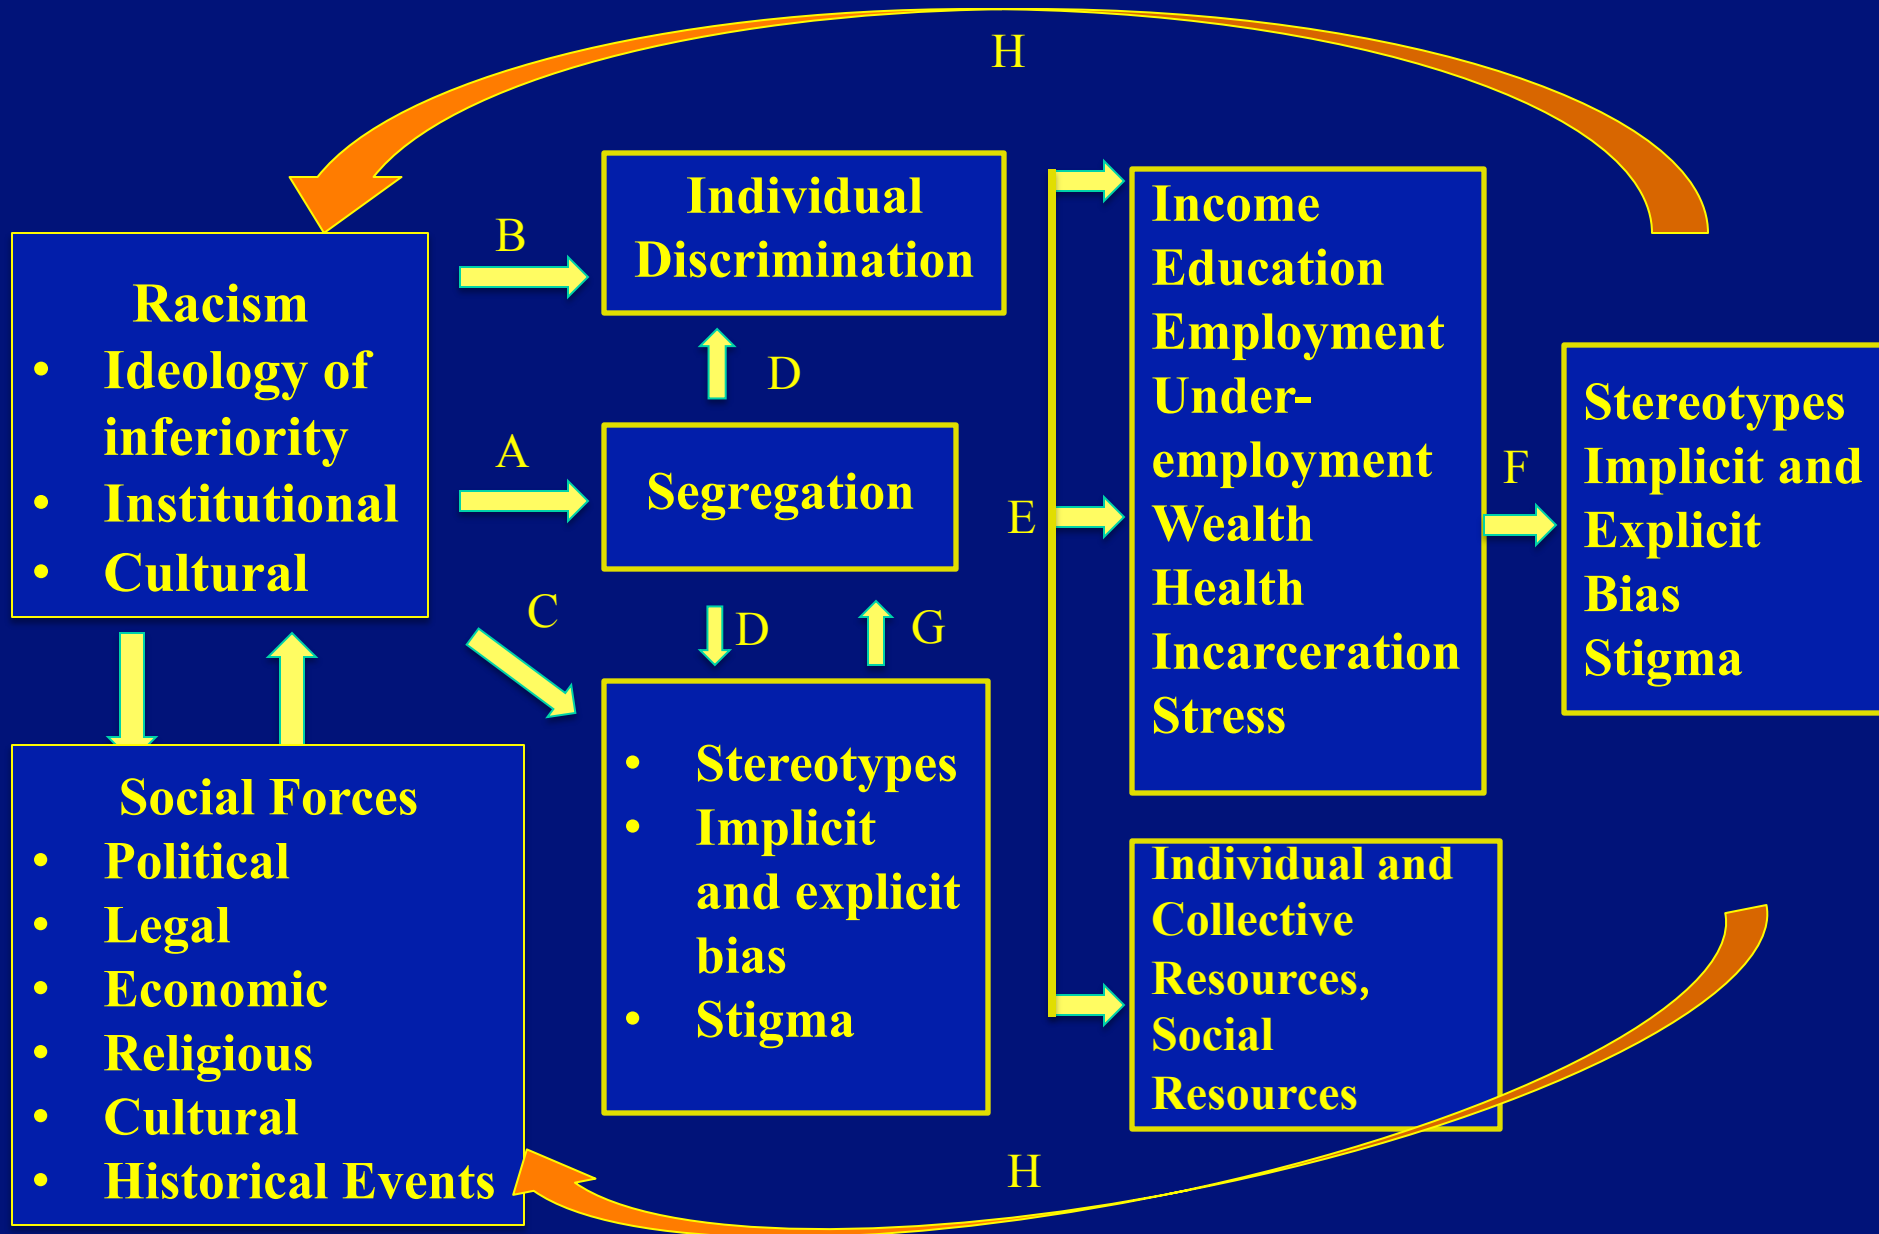 H
B
Individual
Discrimination
Racism
• Ideology of
inferiority
• Institutional
• Cultural
D
A
Segregation
C
D
G
E
Income
Education
Employment
Under-
employment
Wealth
Health
Incarceration
Stress
F
Stereotypes
Implicit and
Explicit
Bias
Stigma
Social Forces
• Political
• Legal
• Economic
• Religious
• Cultural
• Historical Events
• Stereotypes
• Implicit
and explicit
bias
• Stigma
Individual and
Collective
Resources,
Social
Resources
H